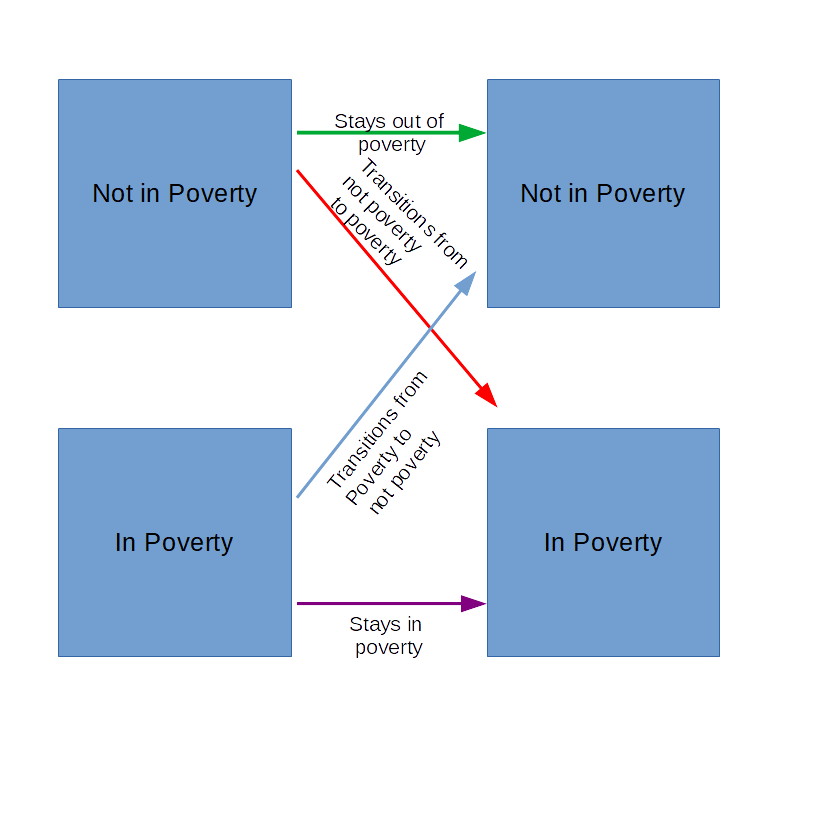 Stays out of
poverty
Transitions from
not poverty
to poverty
Not in Poverty
Not in Poverty
Transitions from
Poverty to
not poverty
In Poverty
In Poverty
Stays in
poverty